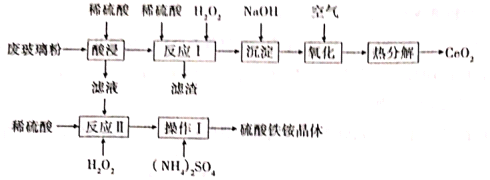 稀硫酸 稀硫酸 H₂O₂ NaOH 空气
废玻璃粉 酸浸 反应Ⅰ 沉淀 氧化 热分解 CeO₂
滤液 滤渣
稀硫酸 反应Ⅱ 操作Ⅰ 硫酸铁铵晶体
H₂O₂ (NH₄)₂SO₄